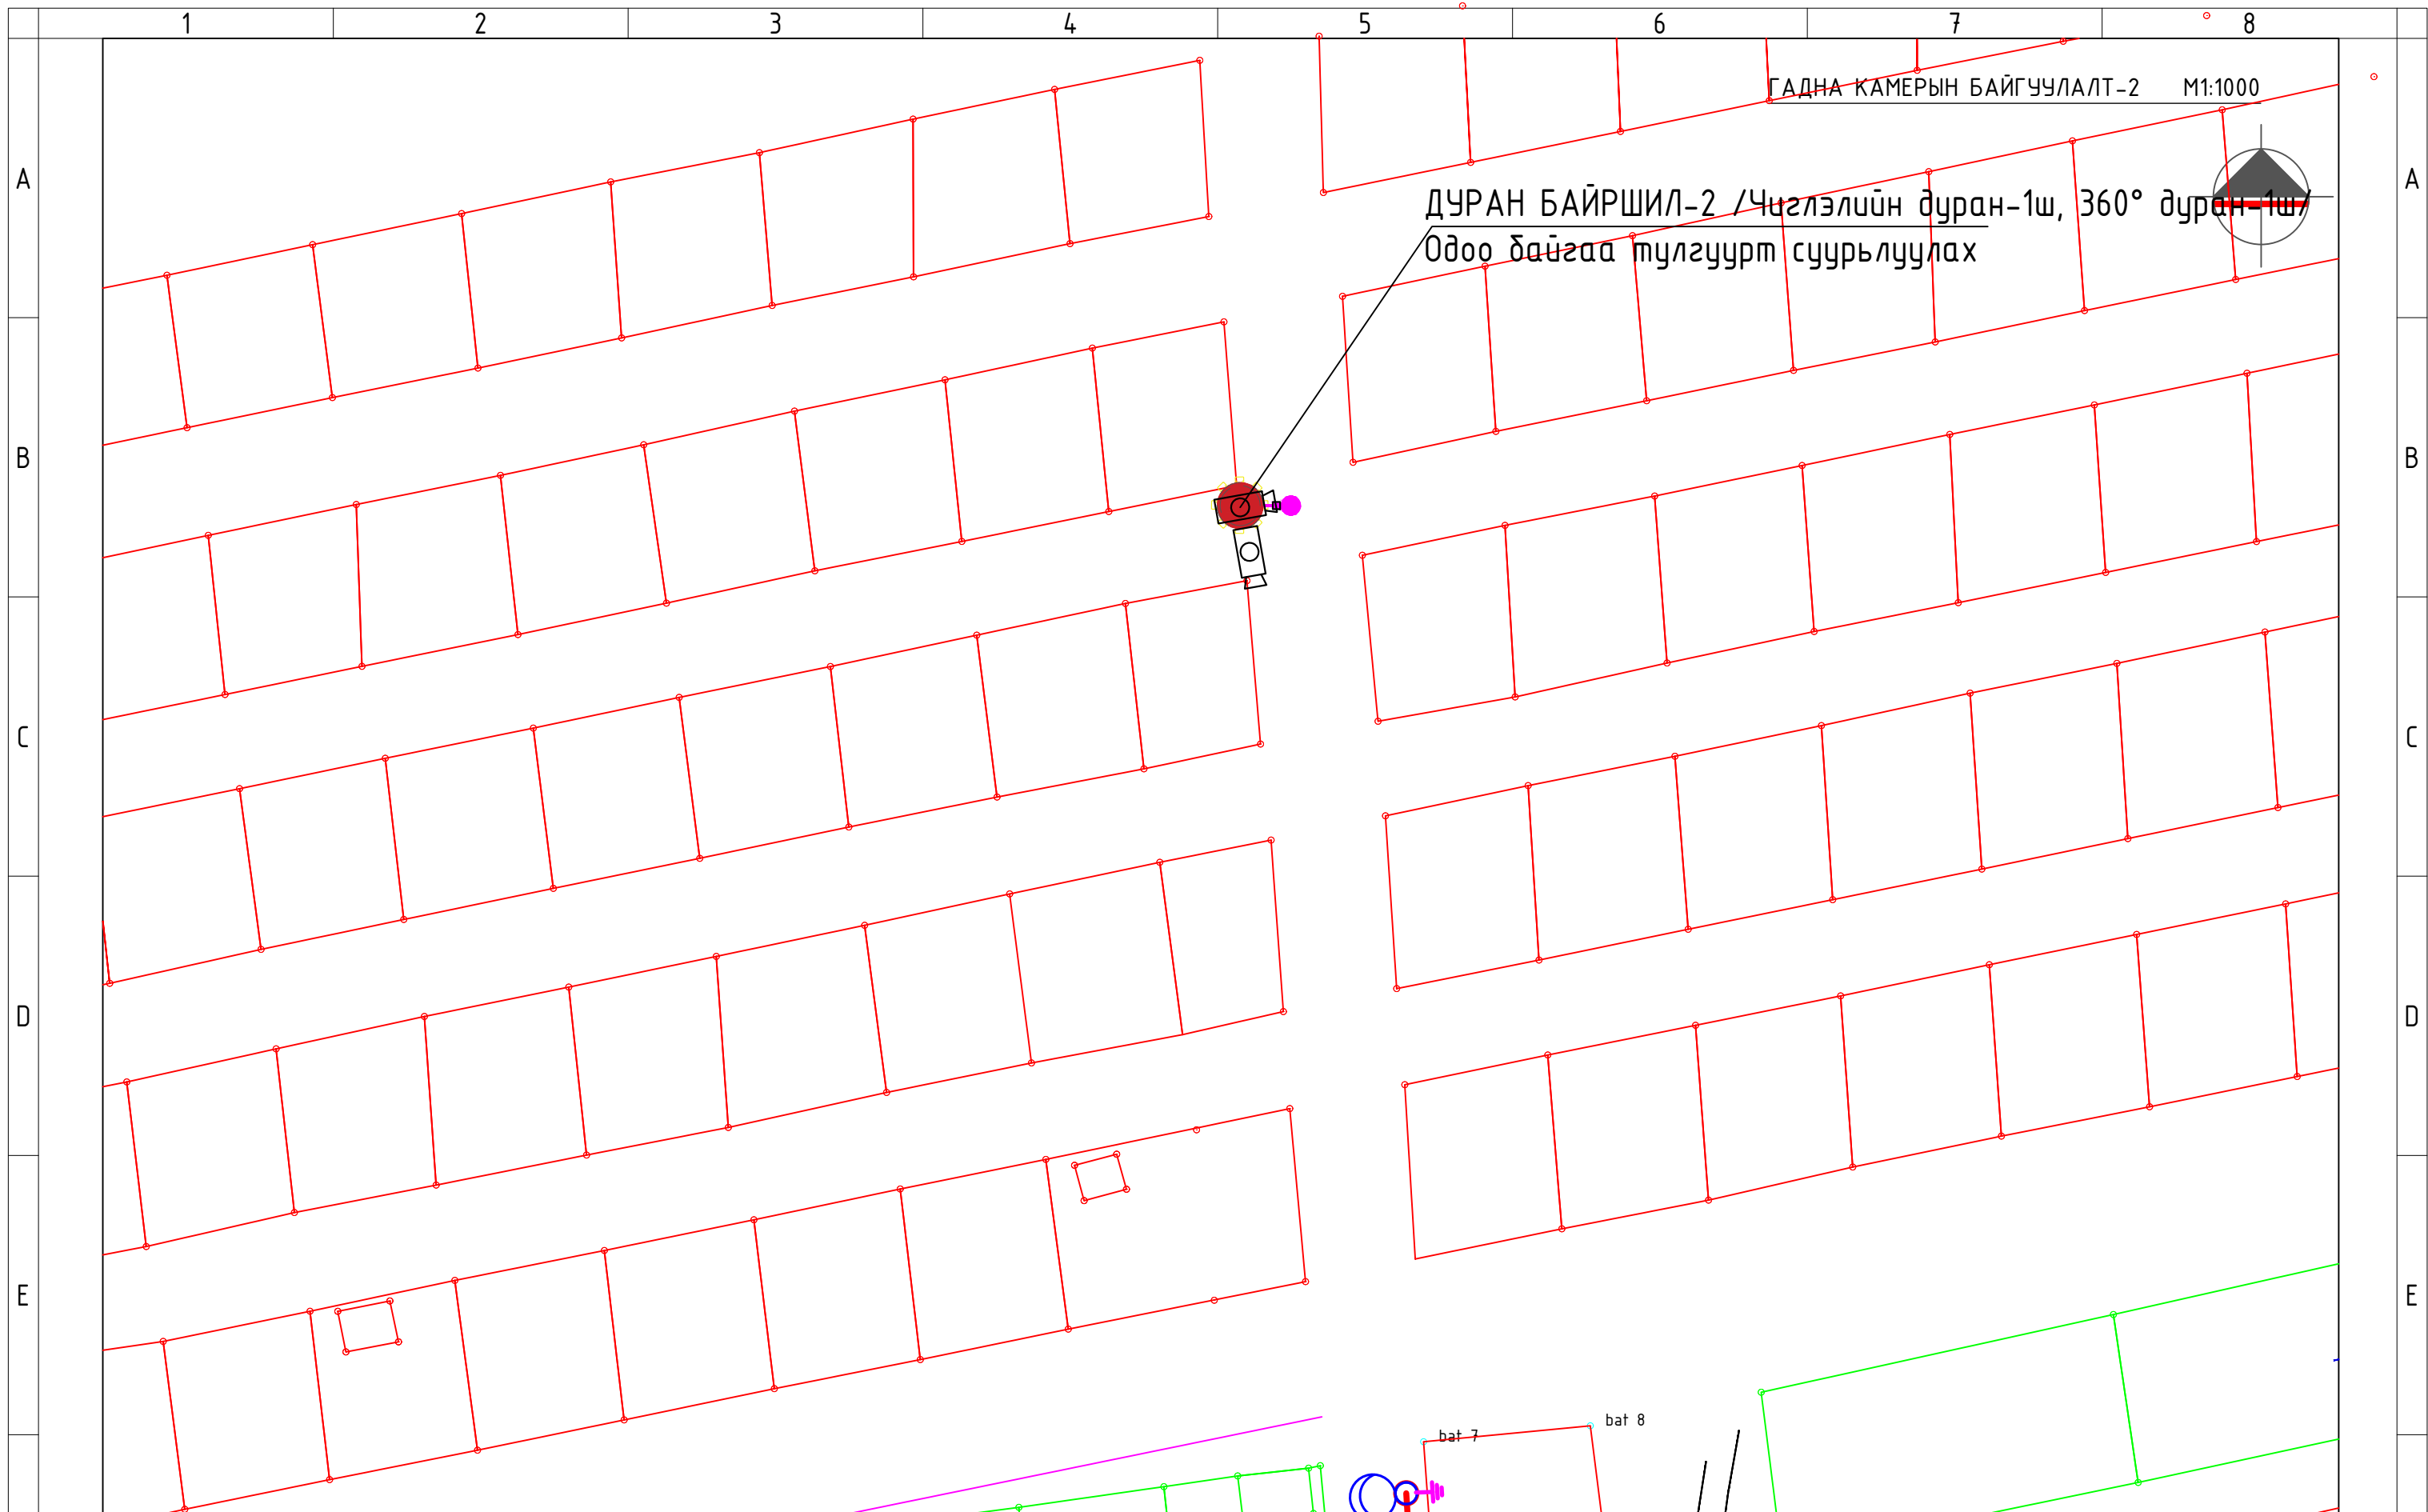 1 2 3 4 5 6 7 8
ГАДНА КАМЕРЫН БАЙГУУЛАЛТ-2 М1:1000
A A
ДУРАН БАЙРШИЛ-2 /Чиглэлийн дуран-1ш, 360° дуран-1ш/
Одоо байгаа тулгуурт суурьлуулах
B B
C C
D D
E E
bat 8
bat 7